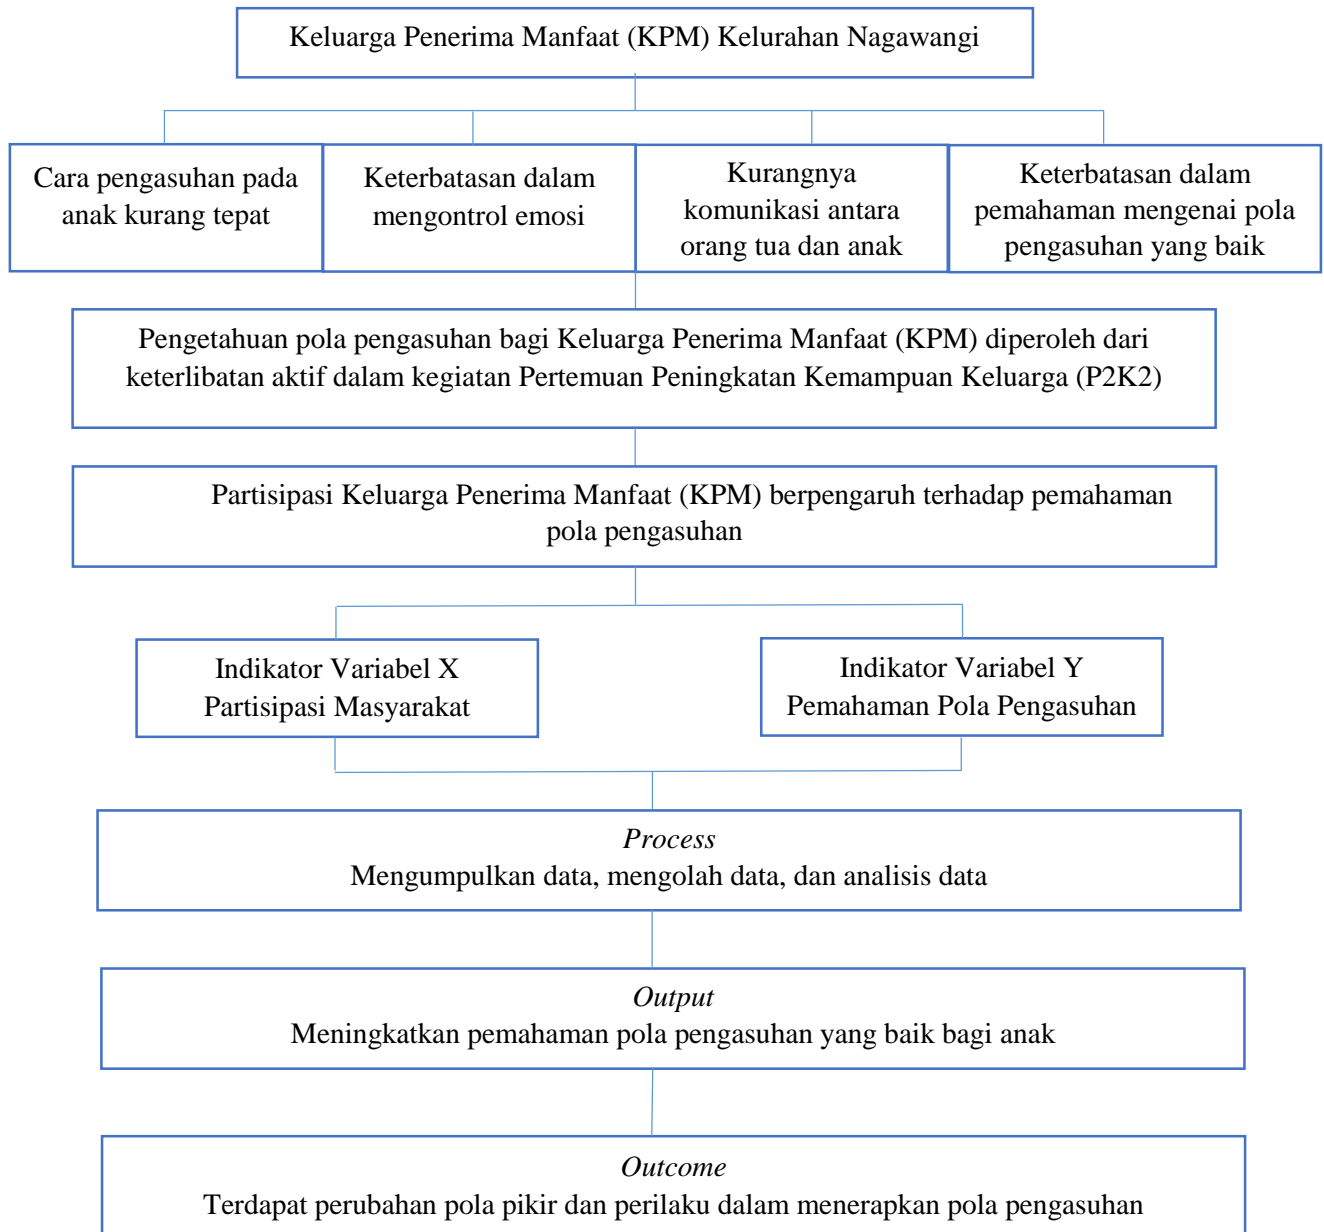 Keluarga Penerima Manfaat (KPM) Kelurahan Nagawangi
Cara pengasuhan pada
anak kurang tepat
Keterbatasan dalam
mengontrol emosi
Kurangnya
komunikasi antara
orang tua dan anak
Keterbatasan dalam
pemahaman mengenai pola
pengasuhan yang baik
Pengetahuan pola pengasuhan bagi Keluarga Penerima Manfaat (KPM) diperoleh dari
keterlibatan aktif dalam kegiatan Pertemuan Peningkatan Kemampuan Keluarga (P2K2)
Partisipasi Keluarga Penerima Manfaat (KPM) berpengaruh terhadap pemahaman
pola pengasuhan
Indikator Variabel X
Partisipasi Masyarakat
Indikator Variabel Y
Pemahaman Pola Pengasuhan
Process
Mengumpulkan data, mengolah data, dan analisis data
Output
Meningkatkan pemahaman pola pengasuhan yang baik bagi anak
Outcome
Terdapat perubahan pola pikir dan perilaku dalam menerapkan pola pengasuhan